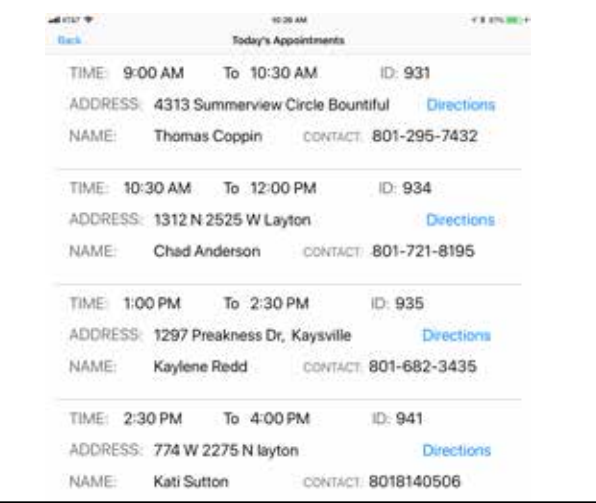 AT&T 10:26 AM
Back Today's Appointments
TIME: 9:00 AM To 10:30 AM ID: 931
ADDRESS: 4313 Summerview Circle Bountiful Directions
NAME: Thomas Coppin CONTACT: 801-295-7432
TIME: 10:30 AM To 12:00 PM ID: 934
ADDRESS: 1312 N 2525 W Layton Directions
NAME: Chad Anderson CONTACT: 801-721-8195
TIME: 1:00 PM To 2:30 PM ID: 935
ADDRESS: 1297 Preakness Dr, Kaysville Directions
NAME: Kaylene Redd CONTACT: 801-682-3435
TIME: 2:30 PM To 4:00 PM ID: 941
ADDRESS: 774 W 2275 N layton Directions
NAME: Kati Sutton CONTACT: 8018140506